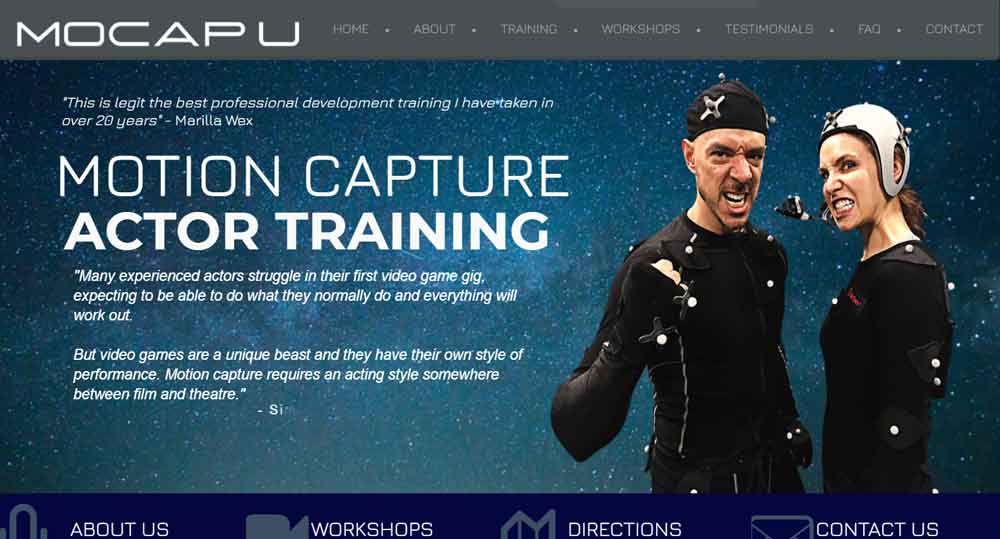 MOCAP U
HOME • ABOUT • TRAINING • WORKSHOPS • TESTIMONIALS • FAQ • CONTACT
"This is legit the best professional development training I have taken in
over 20 years" - Marilla Wex
MOTION CAPTURE
ACTOR TRAINING
"Many experienced actors struggle in their first video game gig,
expecting to be able to do what they normally do and everything will
work out.
But video games are a unique beast and they have their own style of
performance. Motion capture requires an acting style somewhere
between film and theatre."
- Si
ABOUT US
WORKSHOPS
DIRECTIONS
CONTACT US